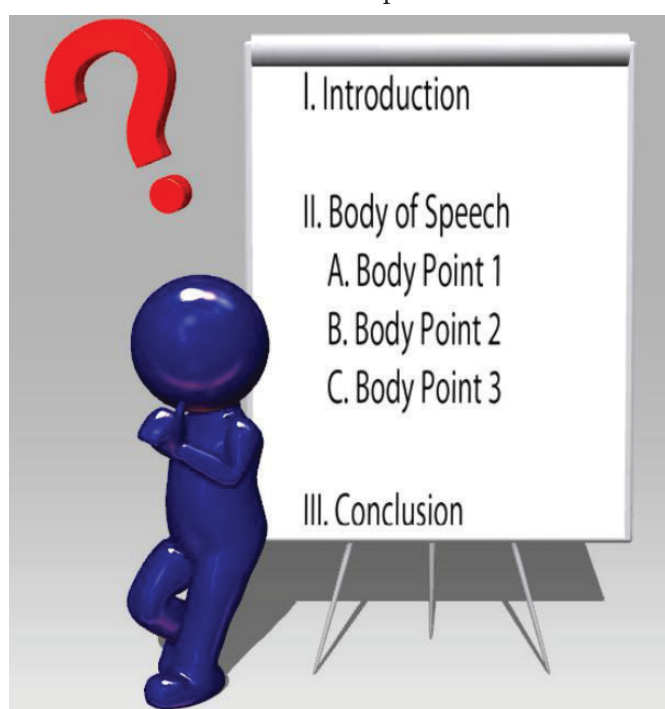 I. Introduction
II. Body of Speech
A. Body Point 1
B. Body Point 2
C. Body Point 3
III. Conclusion